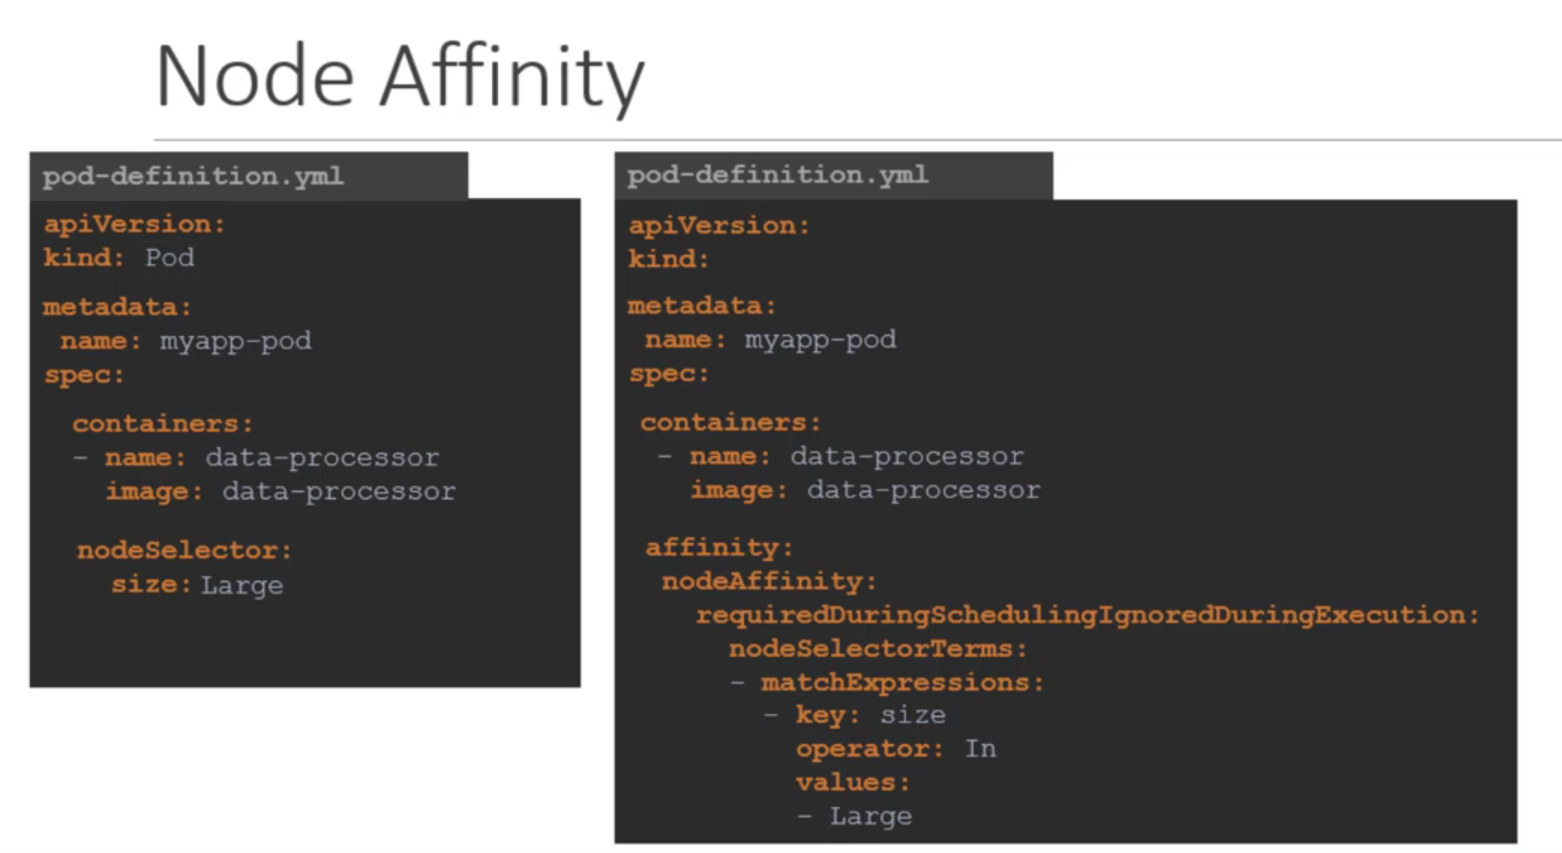 Node Affinity
pod-definition.yml
apiVersion:
kind: Pod
metadata:
name: myapp-pod
spec:
containers:
- name: data-processor
image: data-processor
nodeSelector:
size: Large
pod-definition.yml
apiVersion:
kind:
metadata:
name: myapp-pod
spec:
containers:
- name: data-processor
image: data-processor
affinity:
nodeAffinity:
requiredDuringSchedulingIgnoredDuringExecution:
nodeSelectorTerms:
- matchExpressions:
- key: size
operator: In
values:
- Large